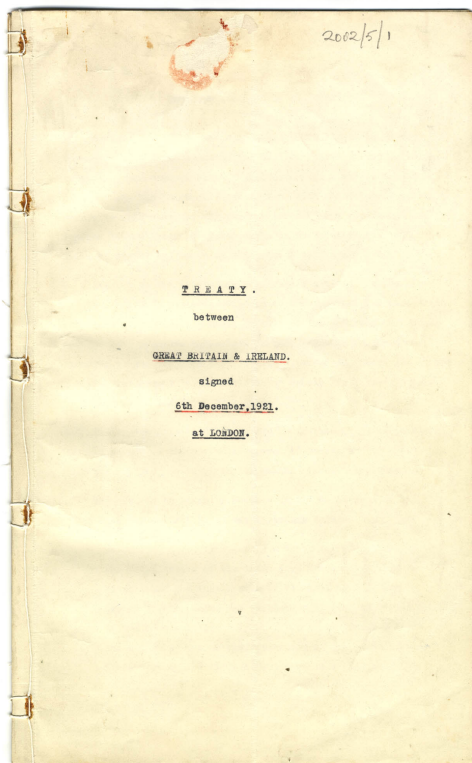 2002/5/1
TREATY.
between
GREAT BRITAIN & IRELAND.
signed
6th December,1921.
at LONDON.